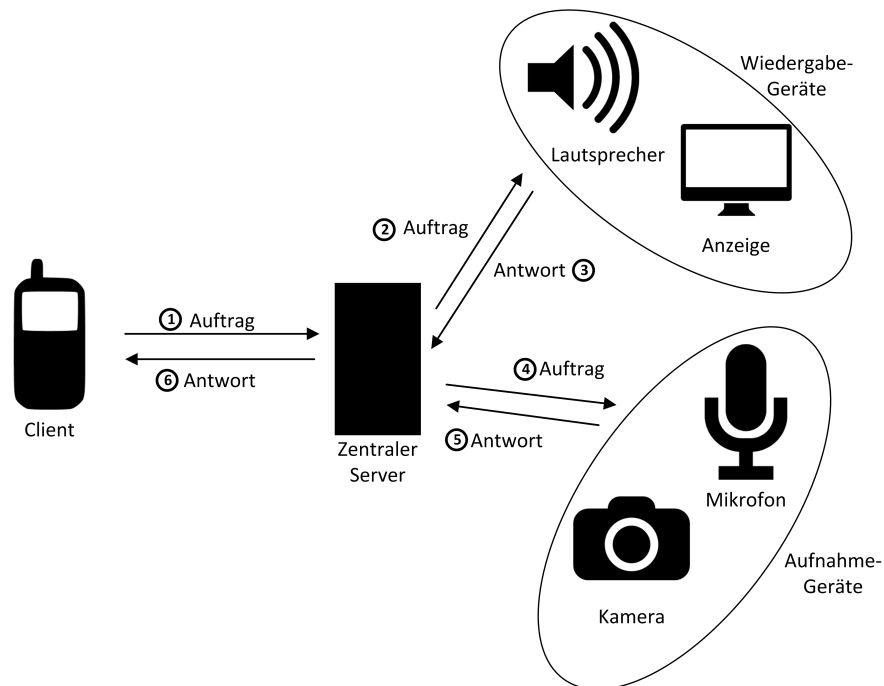 Wiedergabe-
Geräte
Lautsprecher
Anzeige
2 Auftrag
Antwort 3
1 Auftrag
6 Antwort
Client
Zentraler
Server
4 Auftrag
5 Antwort
Mikrofon
Kamera
Aufnahme-
Geräte